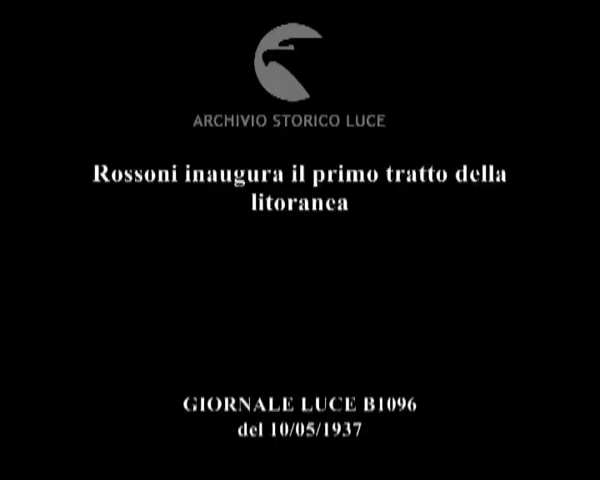 ARCHIVIO STORICO LUCE
Rossoni inaugura il primo tratto della
litoranea
GIORNALE LUCE B1096
del 10/05/1937